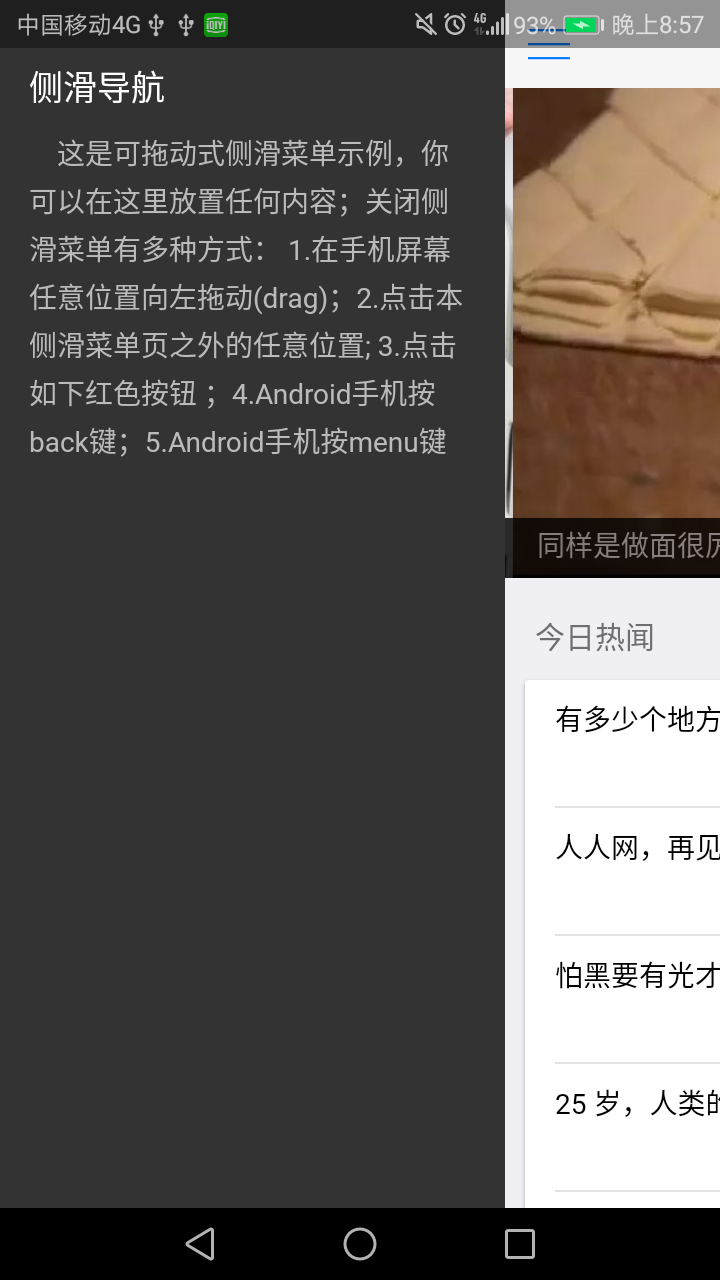 中国移动4G
iQIYI
4G
93%
晚上8:57
侧滑导航
这是可拖动式侧滑菜单示例，你
可以在这里放置任何内容；关闭侧
滑菜单有多种方式： 1.在手机屏幕
任意位置向左拖动(drag)；2.点击本
侧滑菜单页之外的任意位置; 3.点击
如下红色按钮 ；4.Android手机按
back键；5.Android手机按menu键
同样是做面很厉
今日热闻
有多少个地方
人人网，再见
怕黑要有光才
25 岁，人类的